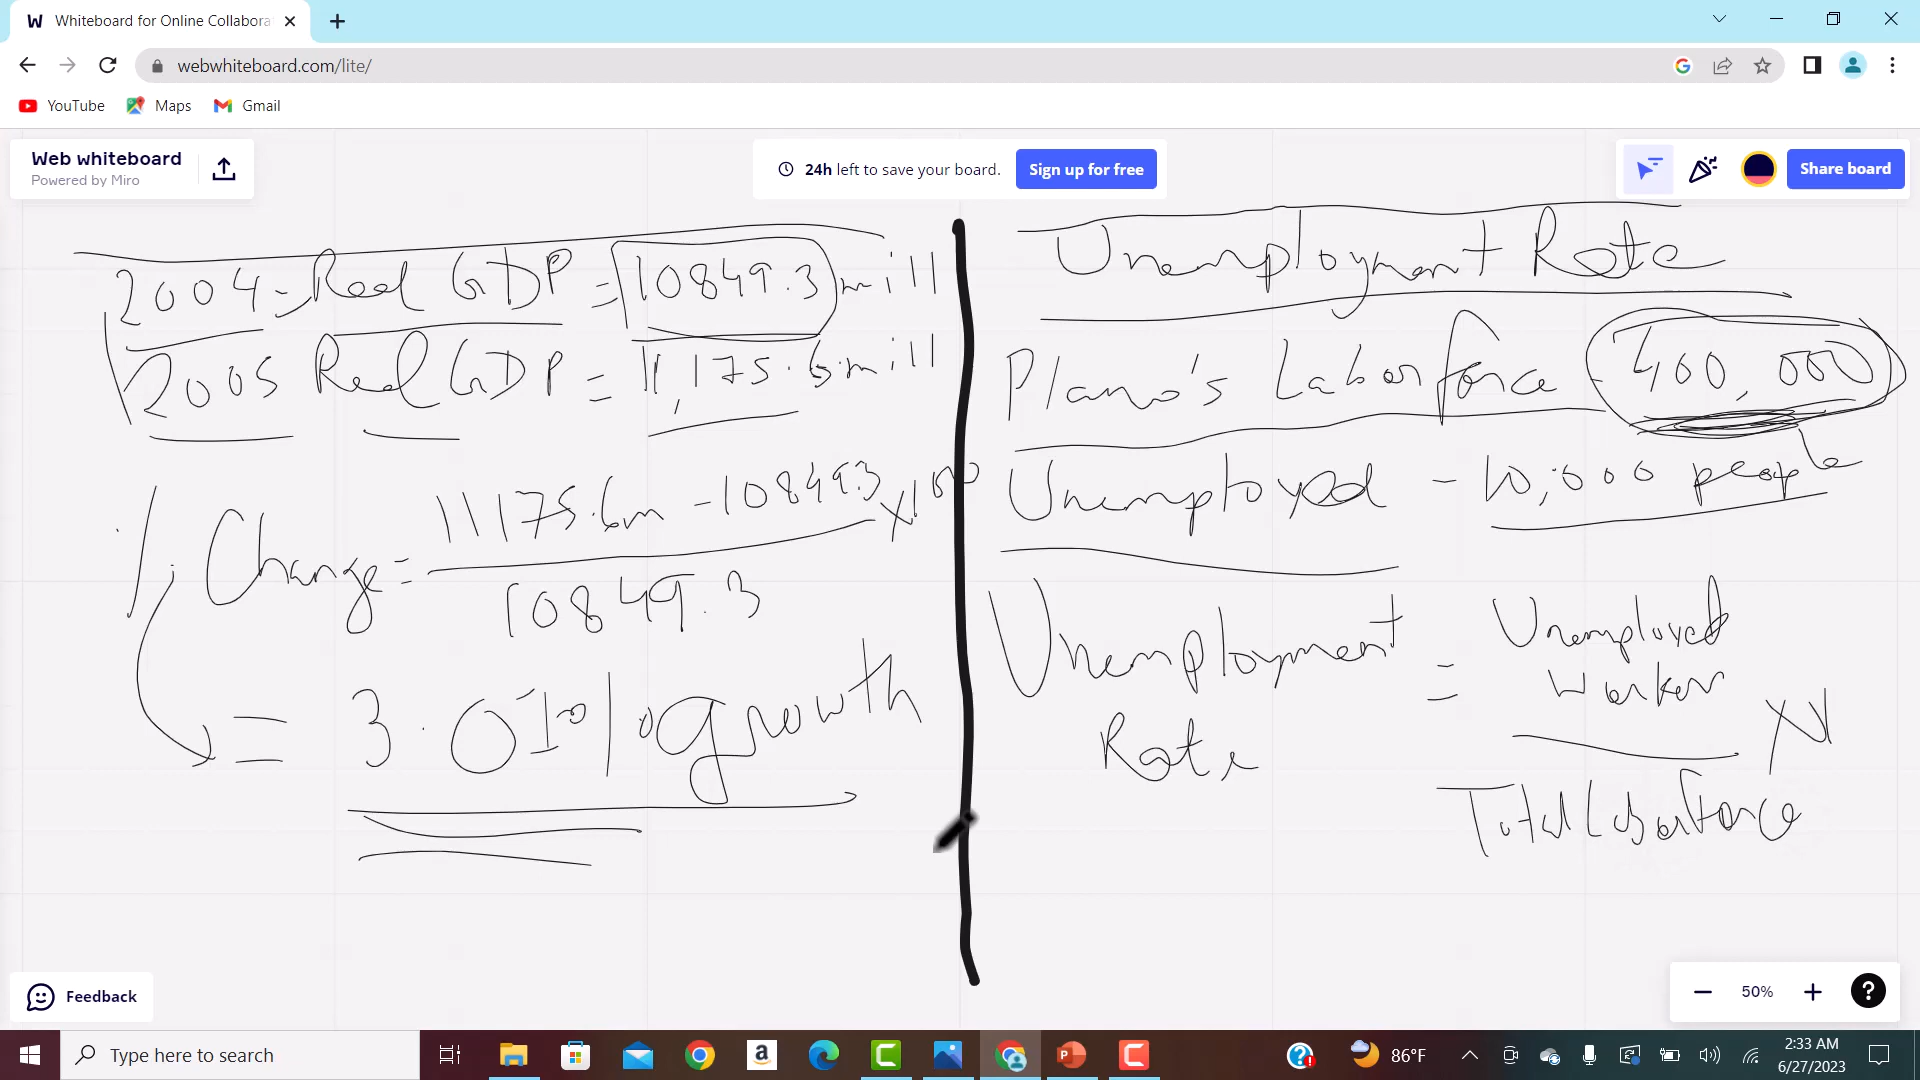 Whiteboard for Online Collabora
webwhiteboard.com/lite/
YouTube Maps Gmail
Web whiteboard
Powered by Miro
24h left to save your board. Sign up for free
Share board
2004 - Real GDP = 10849.3 mill
2005 Real GDP = 11,175.6 mill
% Change = 11175.6m - 10849.3 x100
10849.3
= 3.01% growth
Unemployment Rate
Plano's Labor force - 400,000
Unemployed - 10,000 people
Unemployment Rate = Unemployed Worker
Total Labor Force
Feedback
50%
Type here to search
86°F
2:33 AM
6/27/2023